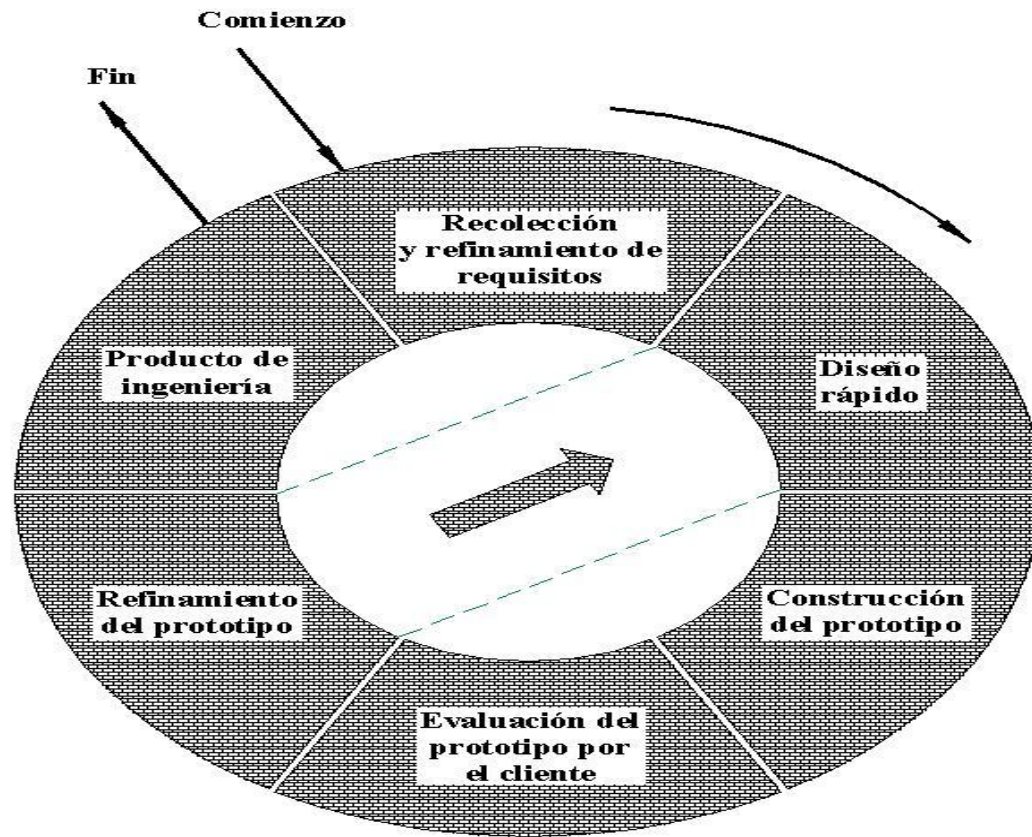 Comienzo
Fin
Recolección
y refinamiento de
requisitos
Diseño
rápido
Construcción
del prototipo
Evaluación del
prototipo por
el cliente
Refinamiento
del prototipo
Producto de
ingeniería